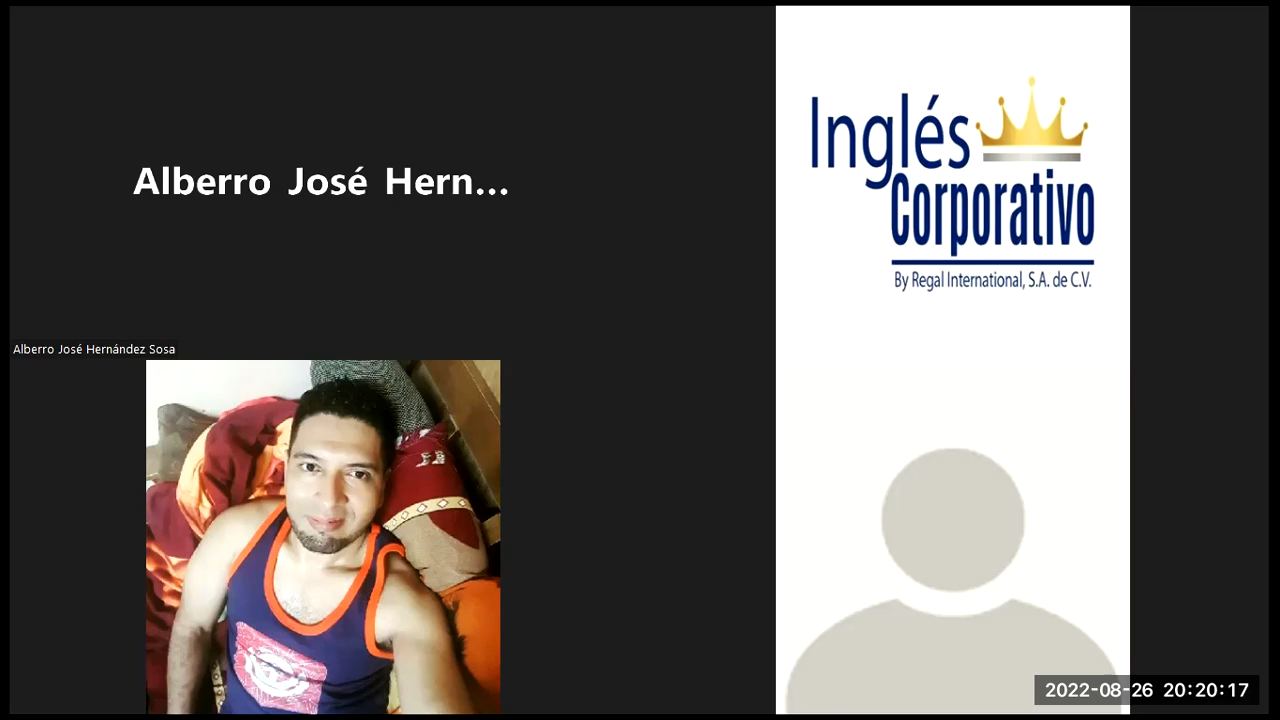 Alberro José Hern...
Alberro José Hernández Sosa
Inglés
Corporativo
By Regal International, S.A. de C.V.
2022-08-26 20:20:17